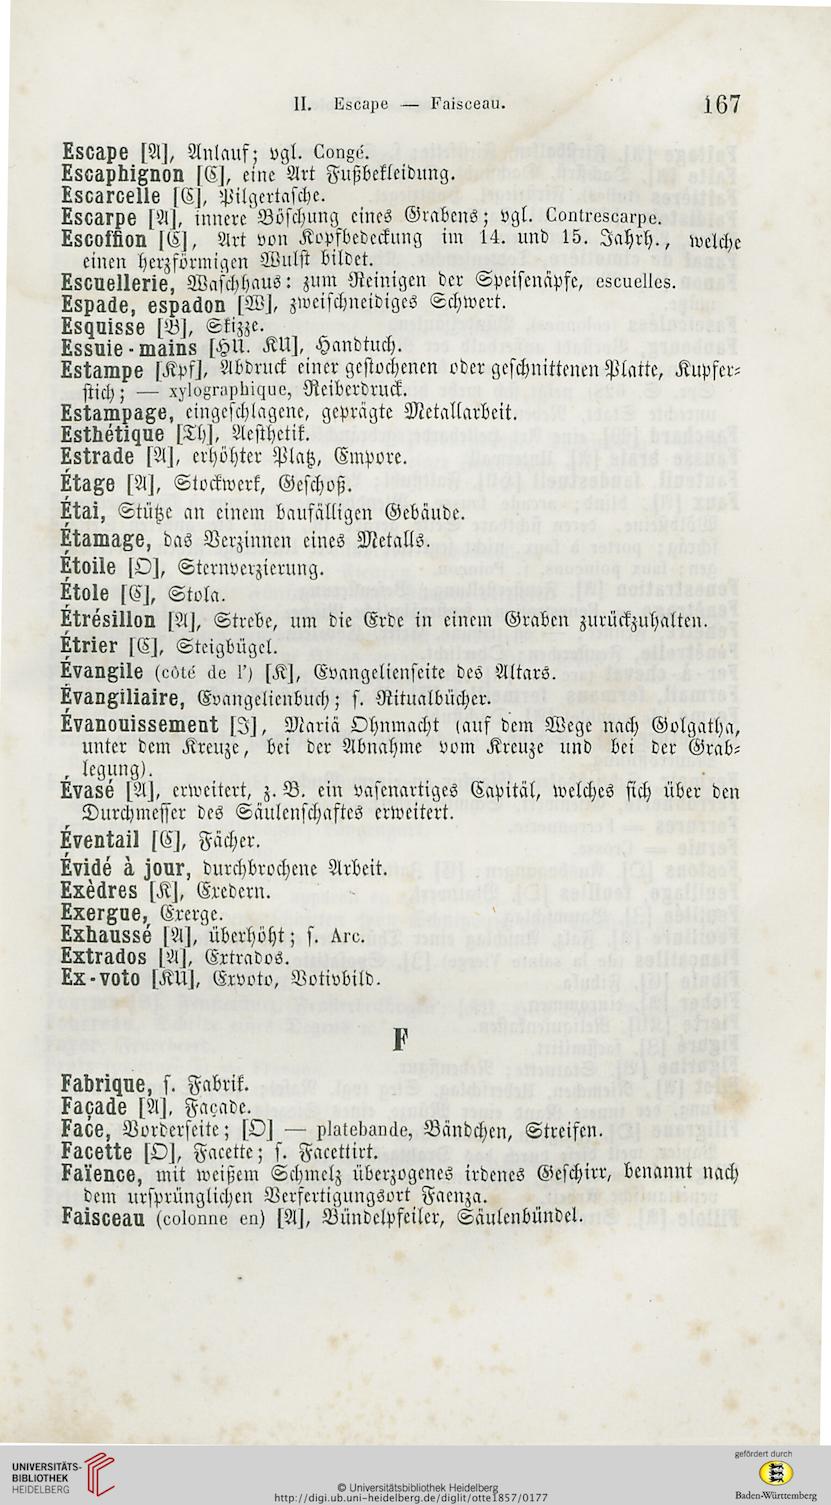 II. Escape — Faisceau. 167
Escape [A], Anlauf; vgl. Congé.
Escaphignon [C], eine Art Fußbekleidung.
Escarcelle [C], Pilgertasche.
Escarpe [A], innere Böschung eines Grabens; vgl. Contrescarpe.
Escoffion [C], Art von Kopfbedeckung im 14. und 15. Jahrh., welche
einen herzförmigen Wulst bildet.
Escuellerie, Waschhaus: zum Reinigen der Speisenäpfe, escuelles.
Espade, espadon [W], zweischneidiges Schwert.
Esquisse [B], Skizze.
Essuie-mains [HU. KU], Handtuch.
Estampe [Kpf], Abdruck einer gestochenen oder geschnittenen Platte, Kupfer-
stich; — xylographique, Reiberdruck.
Estampage, eingeschlagene, geprägte Metallarbeit.
Esthétique [Th], Aesthetik.
Estrade [A], erhöhter Platz, Empore.
Étage [A], Stockwerk, Geschoß.
Étai, Stütze an einem baufälligen Gebäude.
Étamage, das Verzinnen eines Metalls.
Étoile [O], Sternverzierung.
Étole [C], Stola.
Étrésillon [A], Strebe, um die Erde in einem Graben zurückzuhalten.
Étrier [C], Steigbügel.
Évangile (côté de l') [K], Evangelienseite des Altars.
Évangiliaire, Evangelienbuch; s. Ritualbücher.
Évanouissement [J], Mariä Ohnmacht (auf dem Wege nach Golgatha,
unter dem Kreuze, bei der Abnahme vom Kreuze und bei der Grab-
legung).
Évasé [A], erweitert, z. B. ein vasenartiges Capitäl, welches sich über den
Durchmesser des Säulenschaftes erweitert.
Éventail [C], Fächer.
Évidé à jour, durchbrochene Arbeit.
Exèdres [K], Exedern.
Exergue, Exerge.
Exhaussé [A], überhöht; s. Arc.
Extrados [A], Extrados.
Ex-voto [KU], Exvoto, Votivbild.
F
Fabrique, s. Fabrik.
Façade [A], Façade.
Face, Vorderseite; [O] — platebande, Bändchen, Streifen.
Facette [O], Facette; s. Facettirt.
Faïence, mit weißem Schmelz überzogenes irdenes Geschirr, benannt nach
dem ursprünglichen Verfertigungsort Faenza.
Faisceau (colonne en) [A], Bündelpfeiler, Säulenbündel.
UNIVERSITÄTS-
BIBLIOTHEK
HEIDELBERG
© Universitätsbibliothek Heidelberg
http://digi.ub.uni-heidelberg.de/diglit/otte1857/0177
gefördert durch
Baden-Württemberg